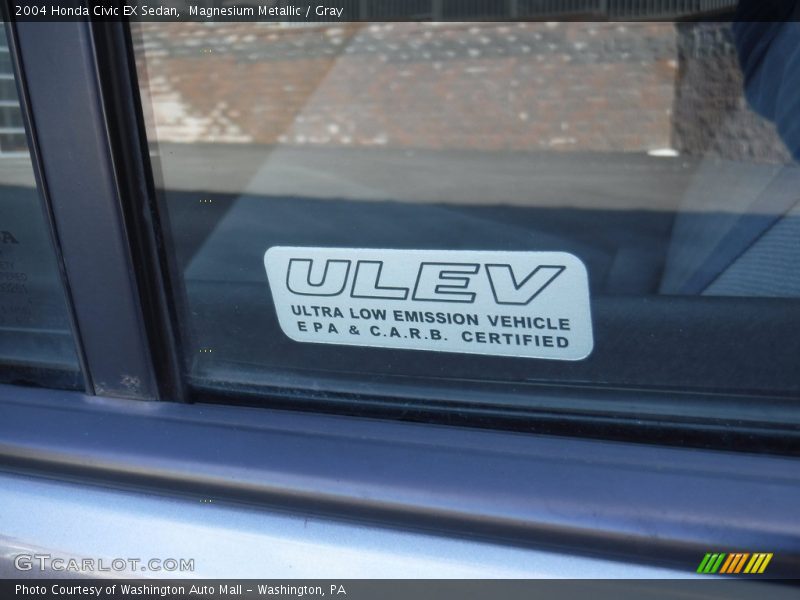 2004 Honda Civic EX Sedan, Magnesium Metallic / Gray
ULEV
ULTRA LOW EMISSION VEHICLE
EPA & C.A.R.B. CERTIFIED
GTCARLOT.COM
Photo Courtesy of Washington Auto Mall - Washington, PA